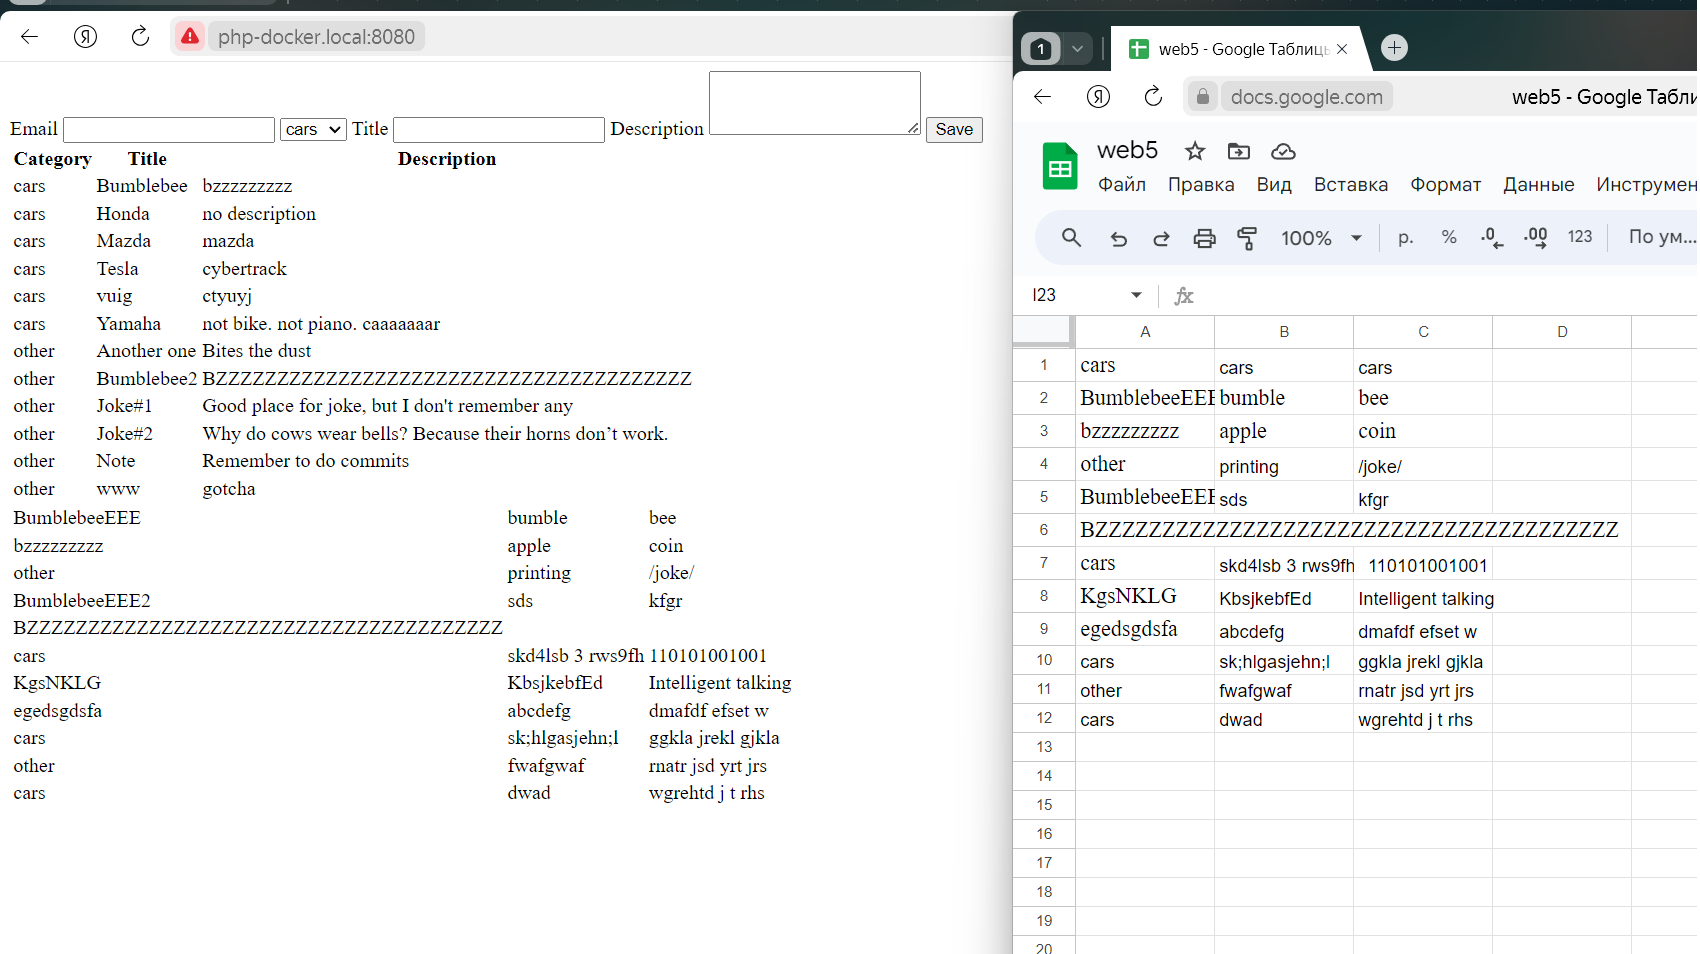 php-docker.local:8080
Email cars Title Description Save
Category Title Description
cars Bumblebee bzzzzzzzzz
cars Honda no description
cars Mazda mazda
cars Tesla cybertrack
cars vuig ctyuyj
cars Yamaha not bike. not piano. caaaaaaar
other Another one Bites the dust
other Bumblebee2 BZZZZZZZZZZZZZZZZZZZZZZZZZZZZZZZZZZZZZZ
other Joke#1 Good place for joke, but I don't remember any
other Joke#2 Why do cows wear bells? Because their horns don’t work.
other Note Remember to do commits
other www gotcha
BumblebeeEEE bumble bee
bzzzzzzzzz apple coin
other printing /joke/
BumblebeeEEE2 sds kfgr
BZZZZZZZZZZZZZZZZZZZZZZZZZZZZZZZZZZZZZZ
cars skd4lsb 3 rws9fh 110101001001
KgsNKLG KbsjkebfEd Intelligent talking
egedsgdsfa abcdefg dmafdf efset w
cars sk;hlgasjehn;l ggkla jrekl gjkla
other fwafgwaf rnatr jsd yrt jrs
cars dwad wgrehtd j t rhs
1 web5 - Google Таблицы
docs.google.com web5 - Google Табли
web5
Файл Правка Вид Вставка Формат Данные Инструмен
100% р. % .0 .00 123 По ум...
I23 fx
A B C D
1 cars cars cars
2 BumblebeeEEE bumble bee
3 bzzzzzzzzz apple coin
4 other printing /joke/
5 BumblebeeEEE sds kfgr
6 BZZZZZZZZZZZZZZZZZZZZZZZZZZZZZZZZZZZZZZ
7 cars skd4lsb 3 rws9fh 110101001001
8 KgsNKLG KbsjkebfEd Intelligent talking
9 egedsgdsfa abcdefg dmafdf efset w
10 cars sk;hlgasjehn;l ggkla jrekl gjkla
11 other fwafgwaf rnatr jsd yrt jrs
12 cars dwad wgrehtd j t rhs
13
14
15
16
17
18
19
20